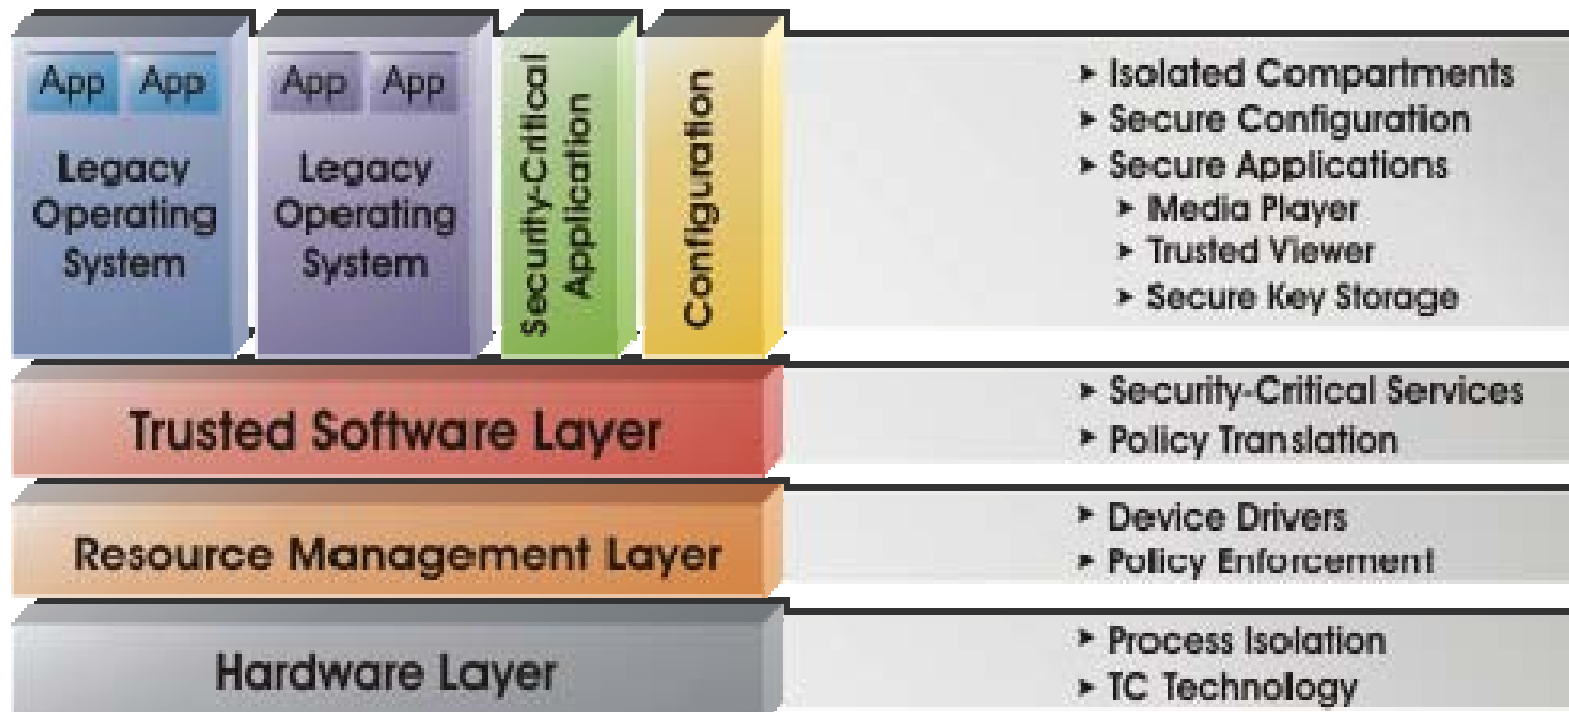 App App
Legacy
Operating
System
App App
Legacy
Operating
System
Security-Critical
Application
Configuration
▸ Isolated Compartments
▸ Secure Configuration
▸ Secure Applications
▸ Media Player
▸ Trusted Viewer
▸ Secure Key Storage
Trusted Software Layer
▸ Security-Critical Services
▸ Policy Translation
Resource Management Layer
▸ Device Drivers
▸ Policy Enforcement
Hardware Layer
▸ Process Isolation
▸ TC Technology